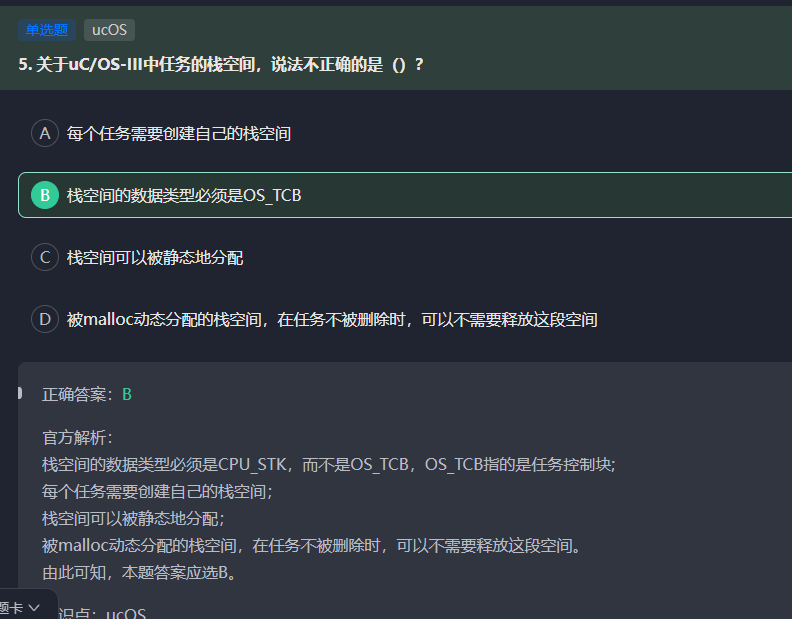 单选题 ucOS
5. 关于uC/OS-III中任务的栈空间，说法不正确的是（）？
A 每个任务需要创建自己的栈空间
B 栈空间的数据类型必须是OS_TCB
C 栈空间可以被静态地分配
D 被malloc动态分配的栈空间，在任务不被删除时，可以不需要释放这段空间
正确答案：B
官方解析：
栈空间的数据类型必须是CPU_STK，而不是OS_TCB，OS_TCB指的是任务控制块;
每个任务需要创建自己的栈空间;
栈空间可以被静态地分配;
被malloc动态分配的栈空间，在任务不被删除时，可以不需要释放这段空间。
由此可知，本题答案应选B。
题卡
识点：ucOS